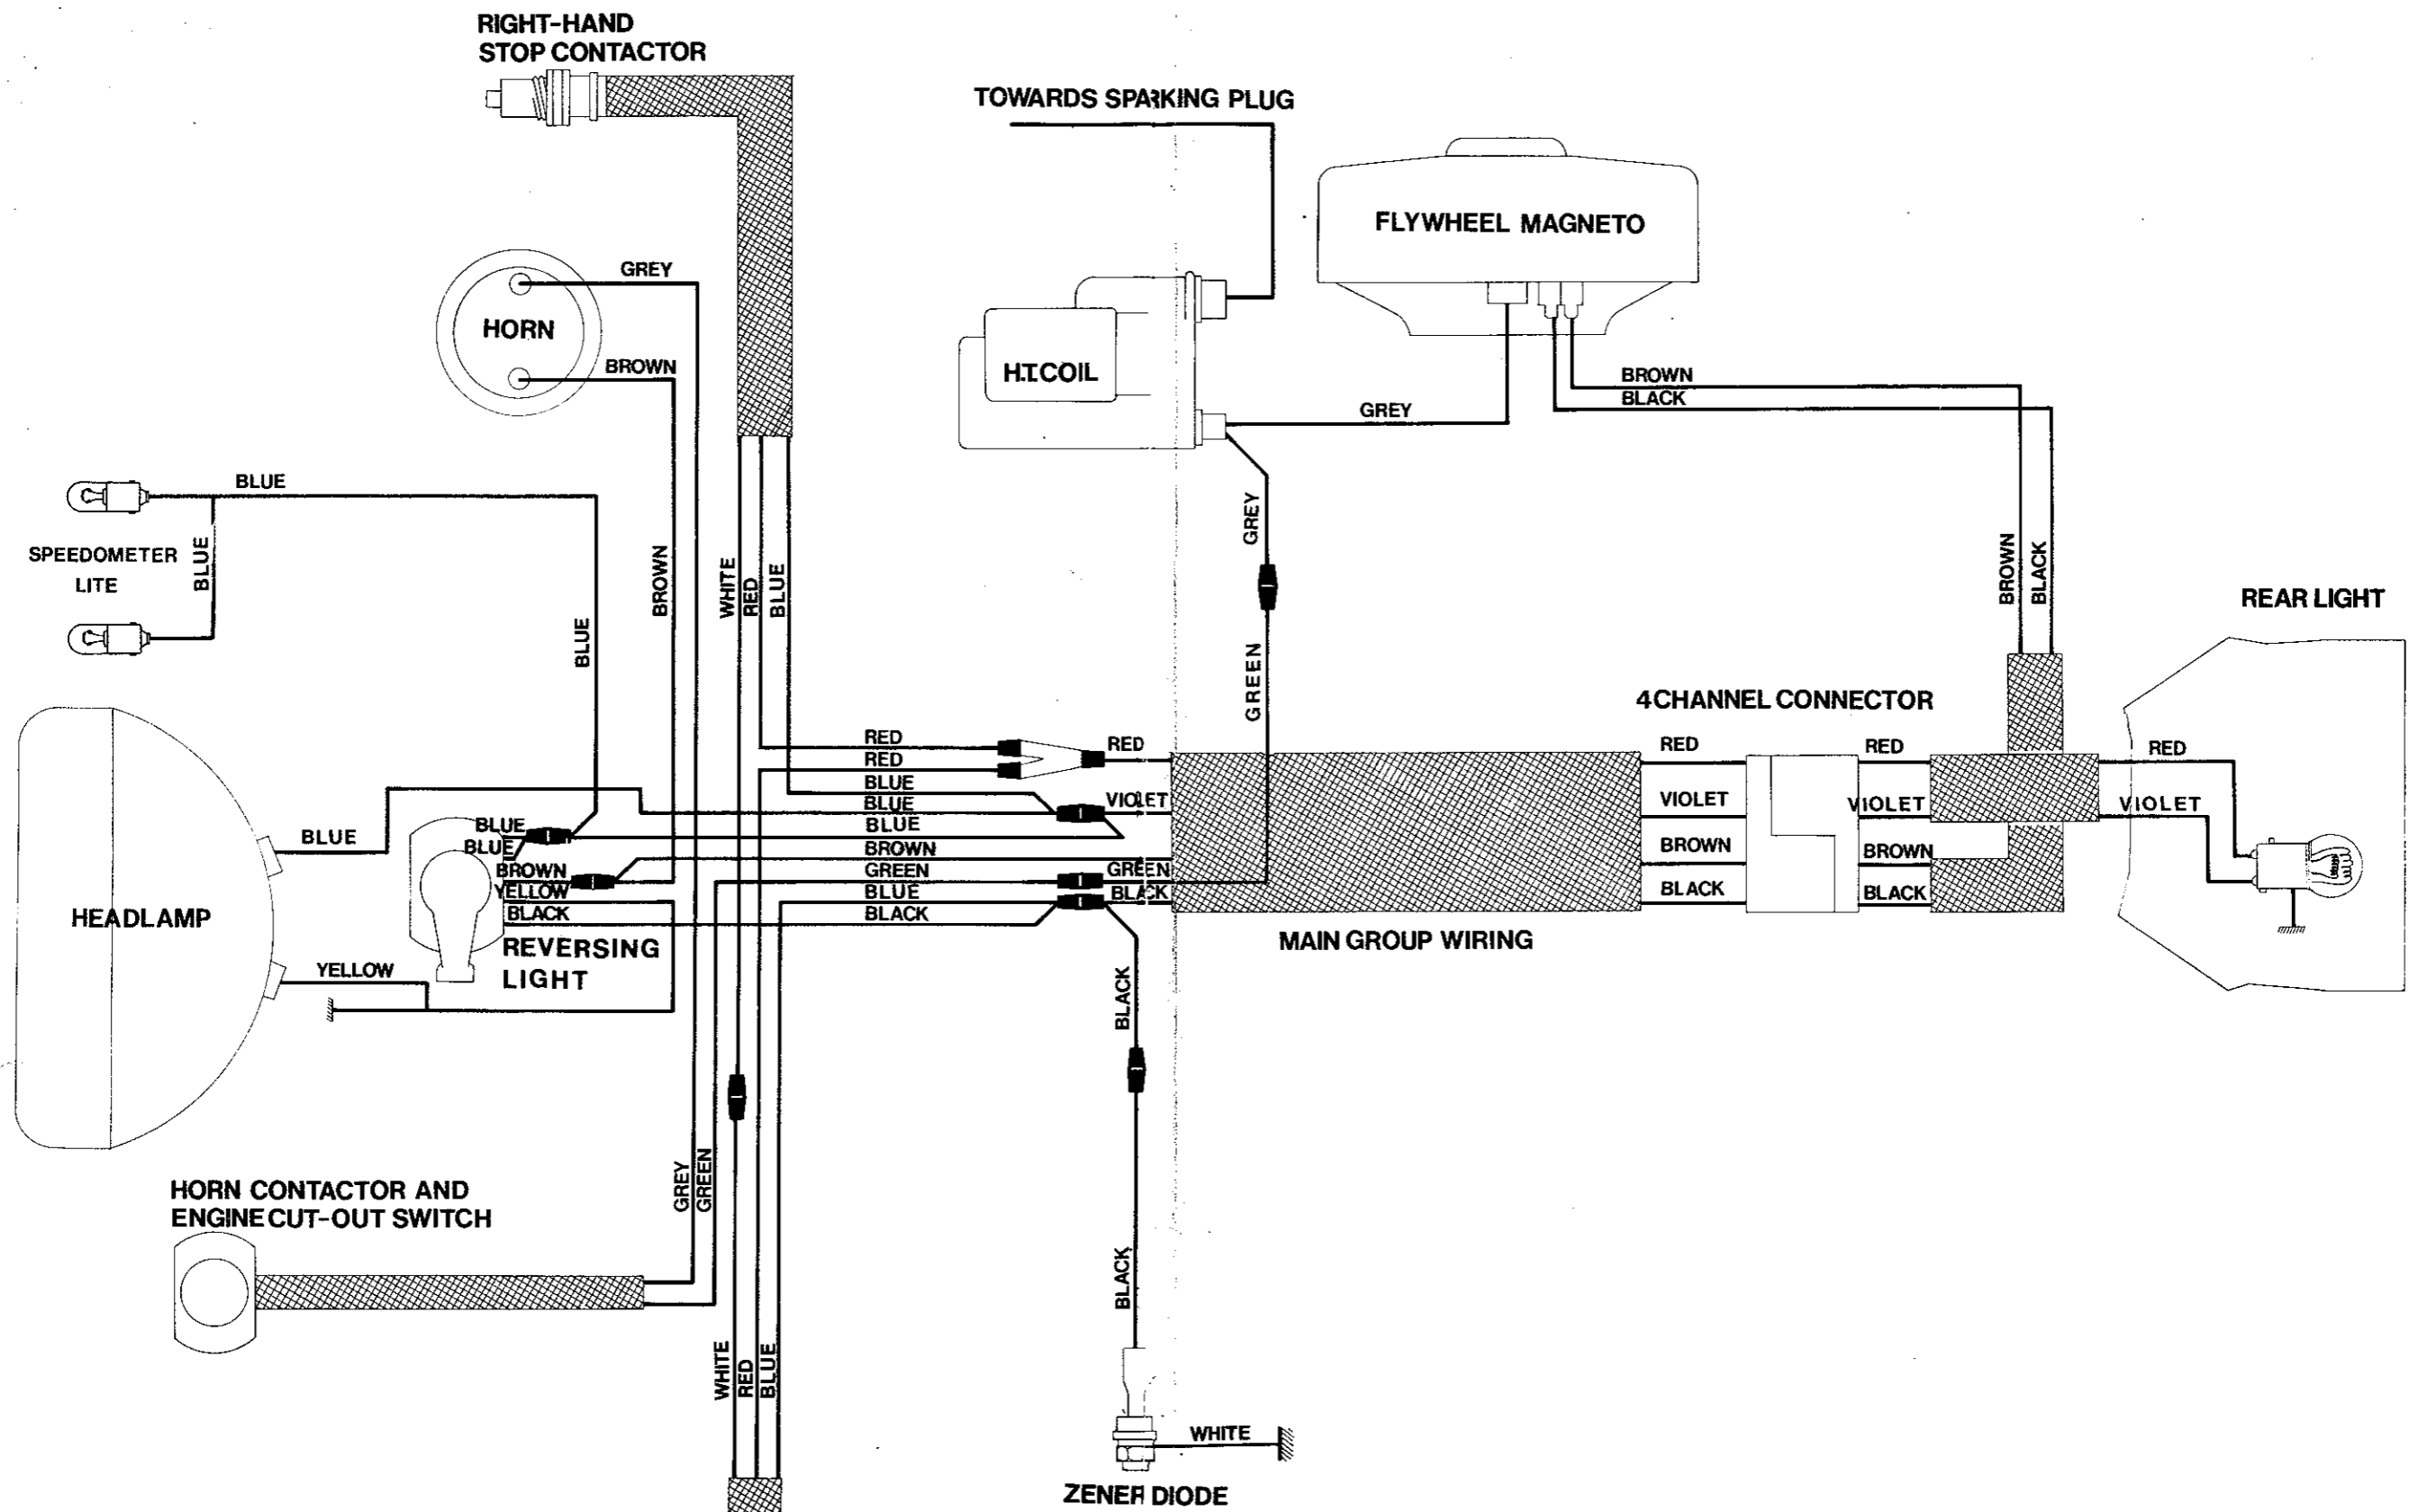 RIGHT-HAND
STOP CONTACTOR
TOWARDS SPARKING PLUG
FLYWHEEL MAGNETO
GREY
HORN
BROWN
H.T.COIL
GREY
BROWN
BLACK
BLUE
SPEEDOMETER
LITE
BLUE
BLUE
BROWN
WHITE
RED
BLUE
GREY
GREEN
BROWN
BLACK
REAR LIGHT
4 CHANNEL CONNECTOR
RED
RED
BLUE
BLUE
BLUE
BROWN
GREEN
BLUE
BLACK
RED
VIOLET
GREEN
BLACK
RED
VIOLET
BROWN
BLACK
RED
VIOLET
BROWN
BLACK
RED
VIOLET
MAIN GROUP WIRING
BLUE
BLUE
BLUE
BROWN
YELLOW
BLACK
HEADLAMP
REVERSING
LIGHT
YELLOW
BLACK
HORN CONTACTOR AND
ENGINE CUT-OUT SWITCH
GREY
GREEN
BLACK
WHITE
RED
BLUE
WHITE
ZENER DIODE